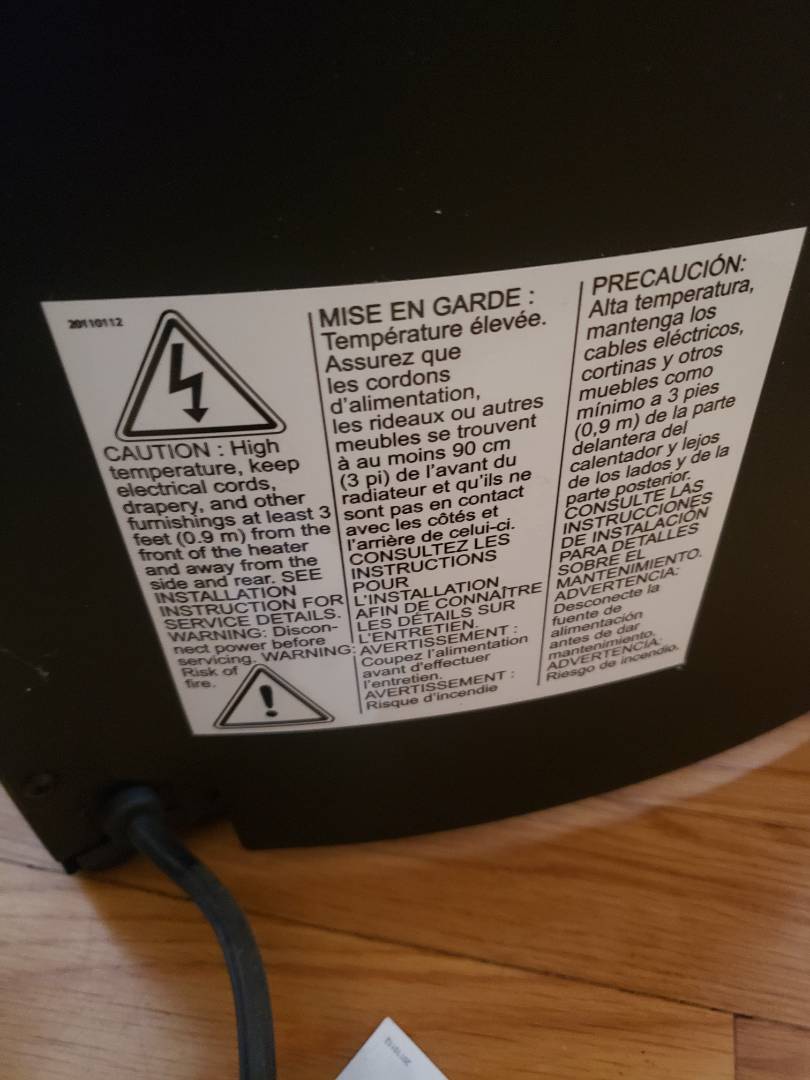 20110112
CAUTION : High
temperature, keep
electrical cords,
drapery, and other
furnishings at least 3
feet (0.9 m) from the
front of the heater
and away from the
side and rear. SEE
INSTALLATION
INSTRUCTION FOR
SERVICE DETAILS.
WARNING: Discon-
nect power before
servicing. WARNING:
Risk of
fire.
MISE EN GARDE :
Température élevée.
Assurez que
les cordons
d'alimentation,
les rideaux ou autres
meubles se trouvent
à au moins 90 cm
(3 pi) de l'avant du
radiateur et qu'ils ne
sont pas en contact
avec les côtés et
l'arrière de celui-ci.
CONSULTEZ LES
INSTRUCTIONS
POUR
L'INSTALLATION
AFIN DE CONNAÎTRE
LES DÉTAILS SUR
L'ENTRETIEN.
AVERTISSEMENT :
Coupez l'alimentation
avant d'effectuer
l'entretien.
AVERTISSEMENT :
Risque d'incendie
PRECAUCIÓN:
Alta temperatura,
mantenga los
cables eléctricos,
cortinas y otros
muebles como
mínimo a 3 pies
(0,9 m) de la parte
delantera del
calentador y lejos
de los lados y de la
parte posterior.
CONSULTE LAS
INSTRUCCIONES
DE INSTALACIÓN
PARA DETALLES
SOBRE EL
MANTENIMIENTO.
ADVERTENCIA:
Desconecte la
fuente de
alimentación
antes de dar
mantenimiento.
ADVERTENCIA:
Riesgo de incendio.